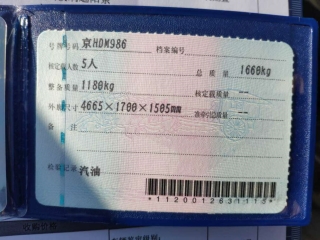 号牌号码 京HDM986 档案编号
核定载人数 5人 总质量 1660kg
整备质量 1180kg 核定载质量 --
外廓尺寸 4665×1700×1505mm 准牵引总质量 --
备注
检验记录 汽油
*1120012631115*